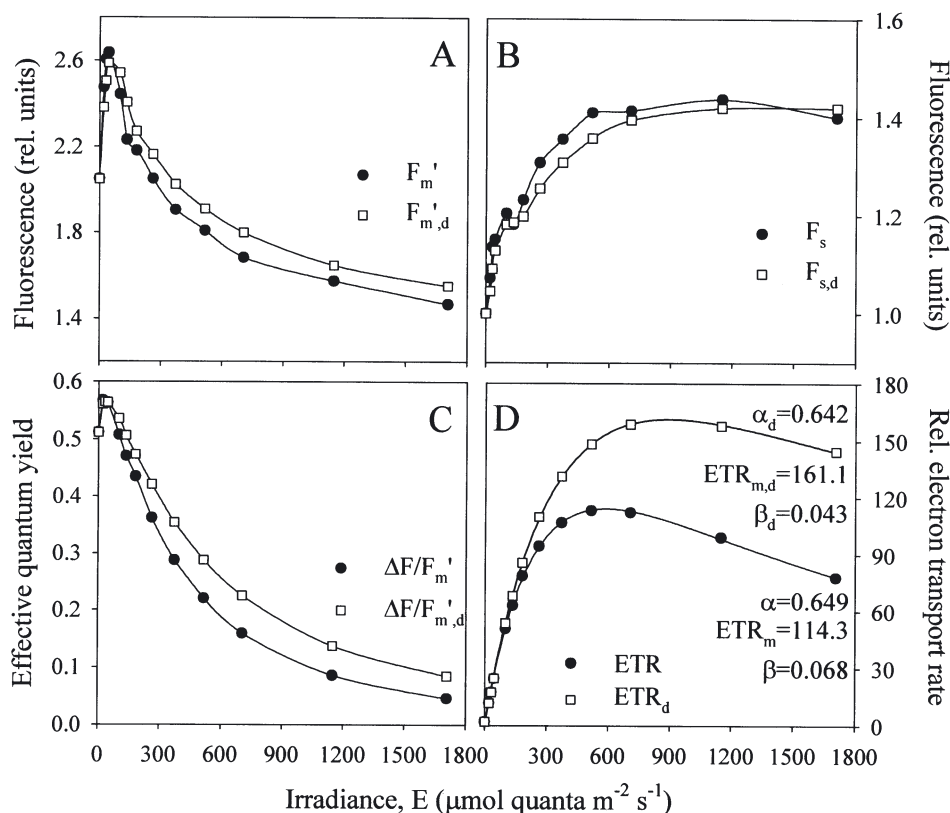 A
Fluorescence (rel. units)
2.6
2.2
1.8
1.4
Fm'
Fm',d
B
1.6
1.4
1.2
1.0
Fluorescence (rel. units)
Fs
Fs,d
C
Effective quantum yield
0.6
0.5
0.4
0.3
0.2
0.1
0.0
ΔF/Fm'
ΔF/Fm',d
0 300 600 900 1200 1500 1800
D
αd=0.642
ETRm,d=161.1
βd=0.043
α=0.649
ETRm=114.3
β=0.068
ETR
ETRd
180
150
120
90
60
30
0
Rel. electron transport rate
0 300 600 900 1200 1500 1800
Irradiance, E (μmol quanta m⁻² s⁻¹)